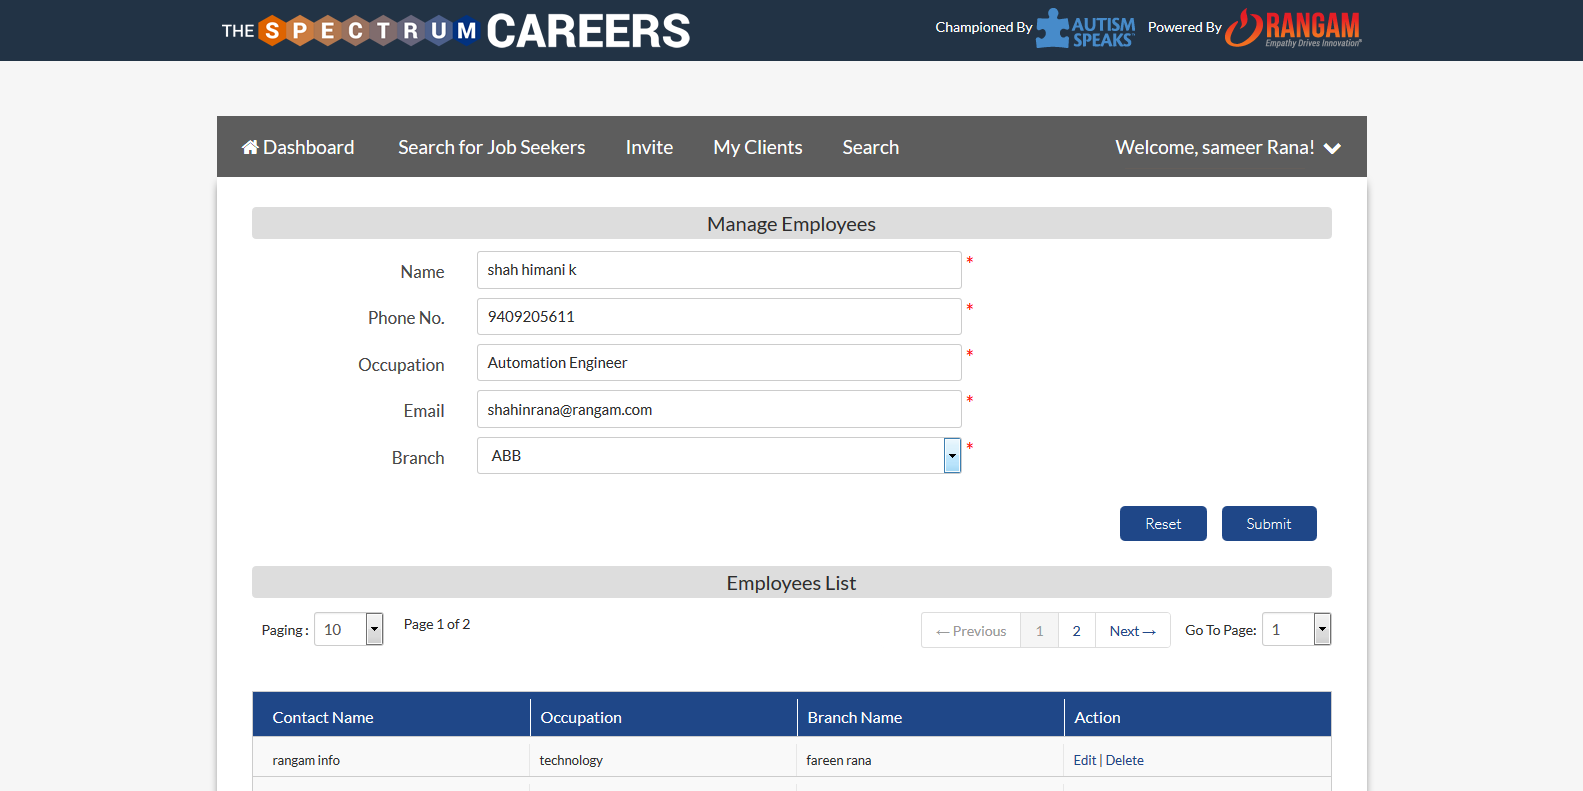 THE SPECTRUM CAREERS
Championed By AUTISM SPEAKS Powered By RANGAM
Empathy Drives Innovation
Dashboard Search for Job Seekers Invite My Clients Search Welcome, sameer Rana!
Manage Employees
Name shah himani k *
Phone No. 9409205611 *
Occupation Automation Engineer *
Email shahinrana@rangam.com *
Branch ABB *
Reset Submit
Employees List
Paging : 10 Page 1 of 2 ← Previous 1 2 Next → Go To Page: 1
Contact Name Occupation Branch Name Action
rangam info technology fareen rana Edit | Delete